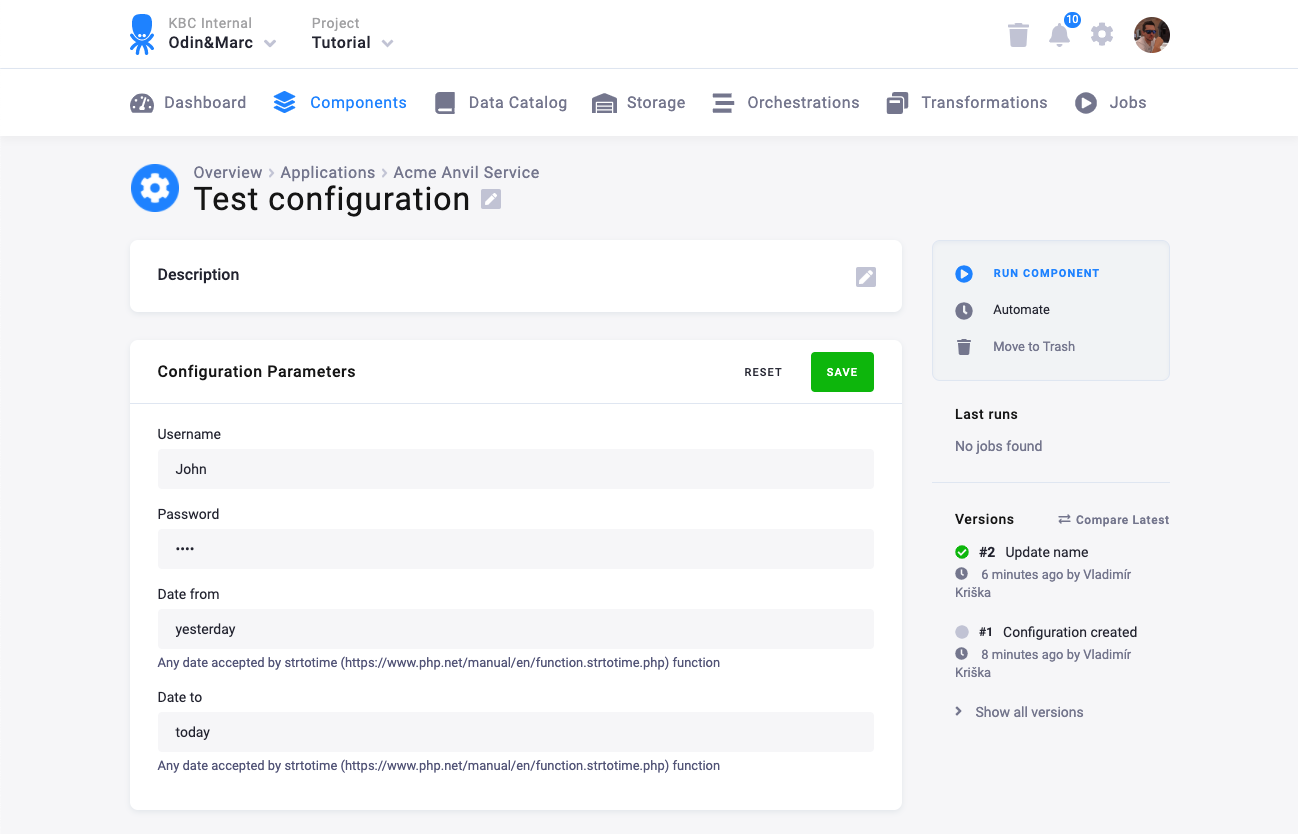 KBC Internal
Odin&Marc
Project
Tutorial
10
Dashboard
Components
Data Catalog
Storage
Orchestrations
Transformations
Jobs
Overview > Applications > Acme Anvil Service
Test configuration
Description
Configuration Parameters
RESET
SAVE
Username
John
Password
••••
Date from
yesterday
Any date accepted by strtotime (https://www.php.net/manual/en/function.strtotime.php) function
Date to
today
Any date accepted by strtotime (https://www.php.net/manual/en/function.strtotime.php) function
RUN COMPONENT
Automate
Move to Trash
Last runs
No jobs found
Versions
Compare Latest
#2 Update name
6 minutes ago by Vladimír
Kriška
#1 Configuration created
8 minutes ago by Vladimír
Kriška
Show all versions